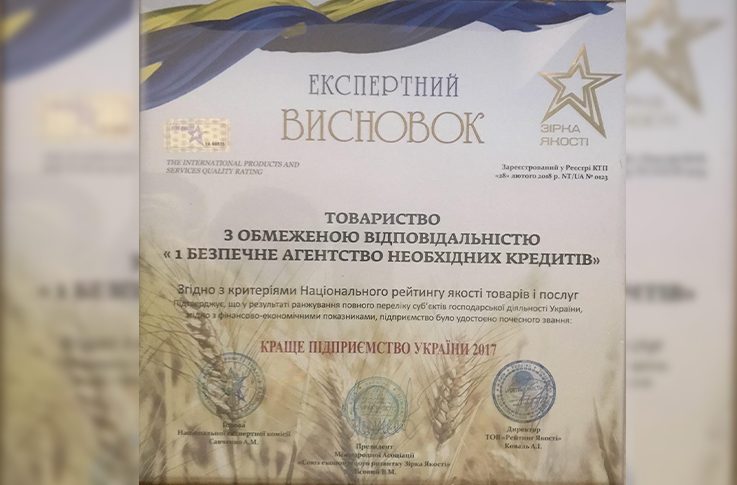 ЕКСПЕРТНИЙ
ВИСНОВОК
ЗІРКА
ЯКОСТІ
THE INTERNATIONAL PRODUCTS AND
SERVICES QUALITY RATING
Зареєстрований у Реєстрі КТП
«28» лютого 2018 р. NT/UA № 0123
ТОВАРИСТВО
З ОБМЕЖЕНОЮ ВІДПОВІДАЛЬНІСТЮ
« 1 БЕЗПЕЧНЕ АГЕНТСТВО НЕОБХІДНИХ КРЕДИТІВ»
Згідно з критеріями Національного рейтингу якості товарів і послуг
Підтверджує, що у результаті ранжування повного переліку суб'єктів господарської діяльності України,
згідно з фінансово-економічними показниками, підприємство було удостоєно почесного звання:
КРАЩЕ ПІДПРИЄМСТВО УКРАЇНИ 2017
Голова
Національної експертної комісії
Савченко А.М.
Президент
Міжнародної Асоціації
«Союз економічного розвитку Зірка Якості»
В.М.
Директор
ТОВ «Рейтинг Якості»
Коваль А.І.